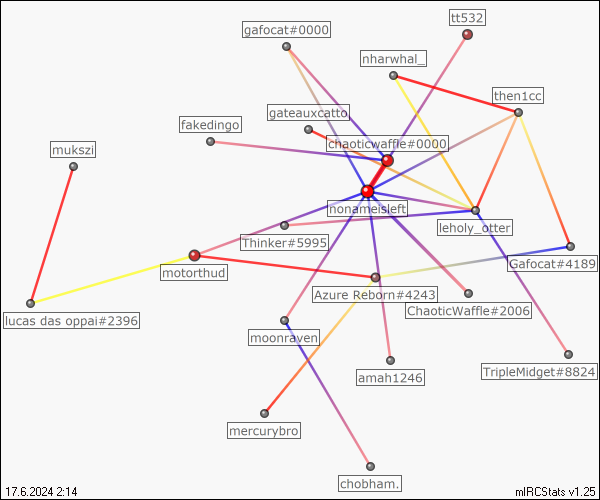 tt532
gafocat#0000
nharwhal_
then1cc
gateauxcatto
fakedingo
chaoticwaffle#0000
mukszi
nonameisleft
leholy_otter
Thinker#5995
Gafocat#4189
motorthud
Azure Reborn#4243
ChaoticWaffle#2006
lucas das oppai#2396
moonraven
TripleMidget#8824
amah1246
mercurybro
chobham.
17.6.2024 2:14
mIRCStats v1.25